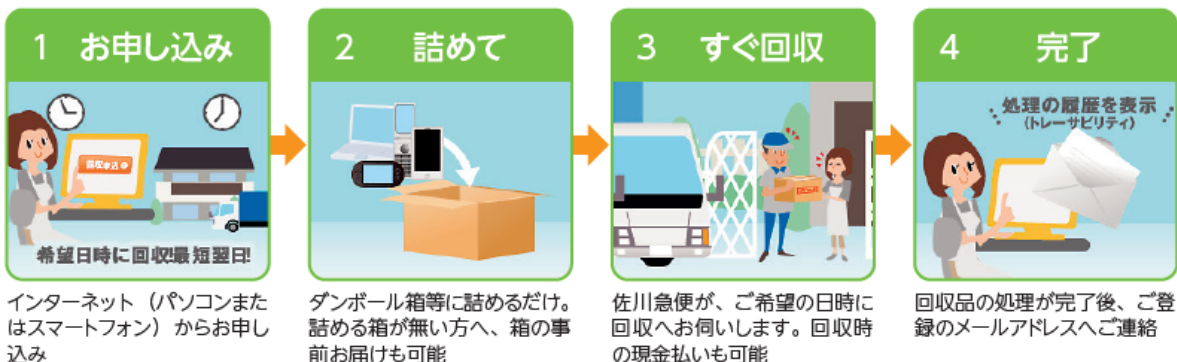 1 お申し込み
回収申込
希望日時に回収!最短翌日!
インターネット（パソコンまた
はスマートフォン）からお申し
込み
2 詰めて
ダンボール箱等に詰めるだけ。
詰める箱が無い方へ、箱の事
前お届けも可能
3 すぐ回収
佐川急便が、ご希望の日時に
回収へお伺いします。回収時
の現金払いも可能
4 完了
処理の履歴を表示
（トレーサビリティ）
回収品の処理が完了後、ご登
録のメールアドレスへご連絡